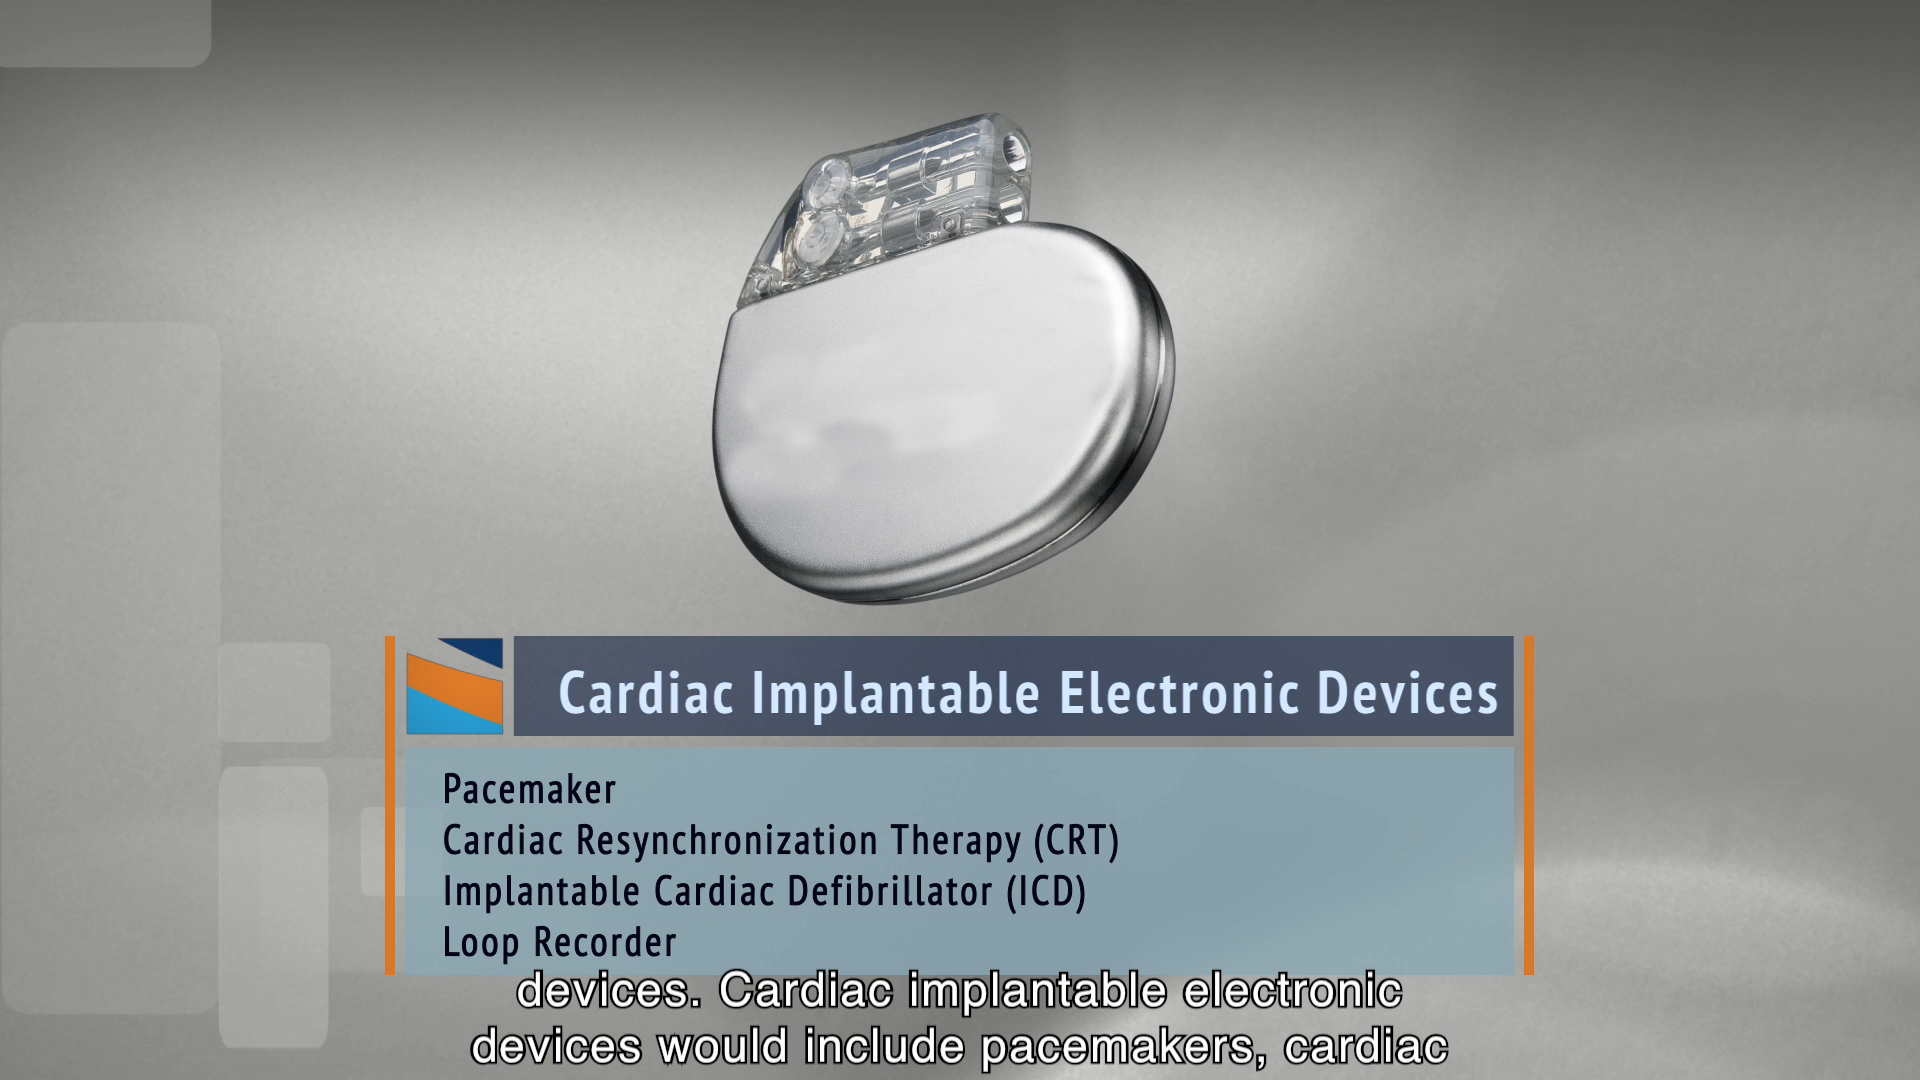 Cardiac Implantable Electronic Devices
Pacemaker
Cardiac Resynchronization Therapy (CRT)
Implantable Cardiac Defibrillator (ICD)
Loop Recorder
devices. Cardiac implantable electronic
devices would include pacemakers, cardiac